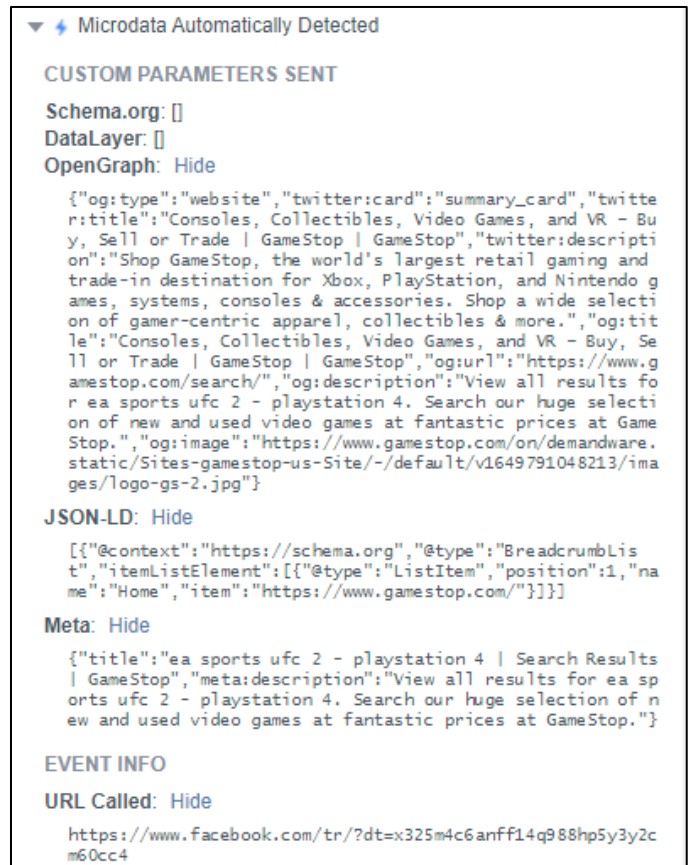 Microdata Automatically Detected
CUSTOM PARAMETERS SENT
Schema.org: []
DataLayer: []
OpenGraph: Hide
{"og:type":"website","twitter:card":"summary_card","twitte
r:title":"Consoles, Collectibles, Video Games, and VR – Bu
y, Sell or Trade | GameStop | GameStop","twitter:descripti
on":"Shop GameStop, the world's largest retail gaming and
trade-in destination for Xbox, PlayStation, and Nintendo g
ames, systems, consoles & accessories. Shop a wide selecti
on of gamer-centric apparel, collectibles & more.","og:tit
le":"Consoles, Collectibles, Video Games, and VR – Buy, Se
ll or Trade | GameStop | GameStop","og:url":"https://www.g
amestop.com/search/","og:description":"View all results fo
r ea sports ufc 2 - playstation 4. Search our huge selecti
on of new and used video games at fantastic prices at Game
Stop.","og:image":"https://www.gamestop.com/on/demandware.
static/Sites-gamestop-us-Site/-/default/v1649791048213/ima
ges/logo-gs-2.jpg"}
JSON-LD: Hide
[{"@context":"https://schema.org","@type":"BreadcrumbLis
t","itemListElement":[{"@type":"ListItem","position":1,"na
me":"Home","item":"https://www.gamestop.com/"}]}]
Meta: Hide
{"title":"ea sports ufc 2 - playstation 4 | Search Results
| GameStop","meta:description":"View all results for ea sp
orts ufc 2 - playstation 4. Search our huge selection of n
ew and used video games at fantastic prices at GameStop."}
EVENT INFO
URL Called: Hide
https://www.facebook.com/tr/?dt=x325m4c6anff14q988hp5y3y2c
m60cc4